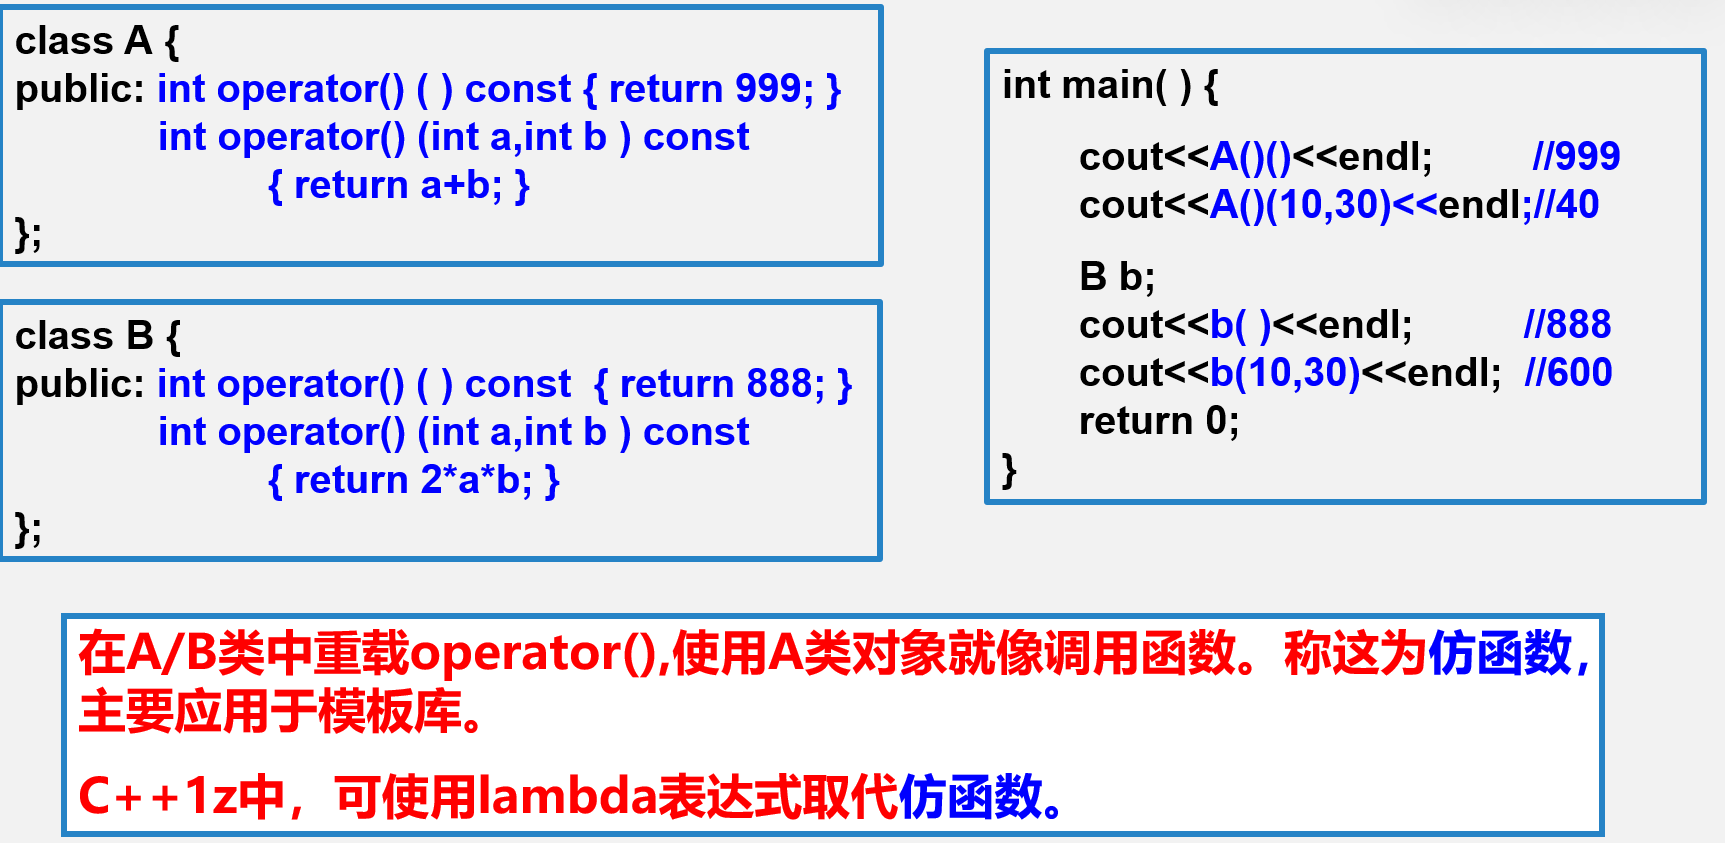 class A {
public: int operator() ( ) const { return 999; }
int operator() (int a,int b ) const
{ return a+b; }
};
class B {
public: int operator() ( ) const  { return 888; }
int operator() (int a,int b ) const
{ return 2*a*b; }
};
int main( ) {
cout<<A()()<<endl; //999
cout<<A()(10,30)<<endl;//40
B b;
cout<<b( )<<endl; //888
cout<<b(10,30)<<endl; //600
return 0;
}
在A/B类中重载operator(),使用A类对象就像调用函数。称这为仿函数，
主要应用于模板库。
C++1z中，可使用lambda表达式取代仿函数。